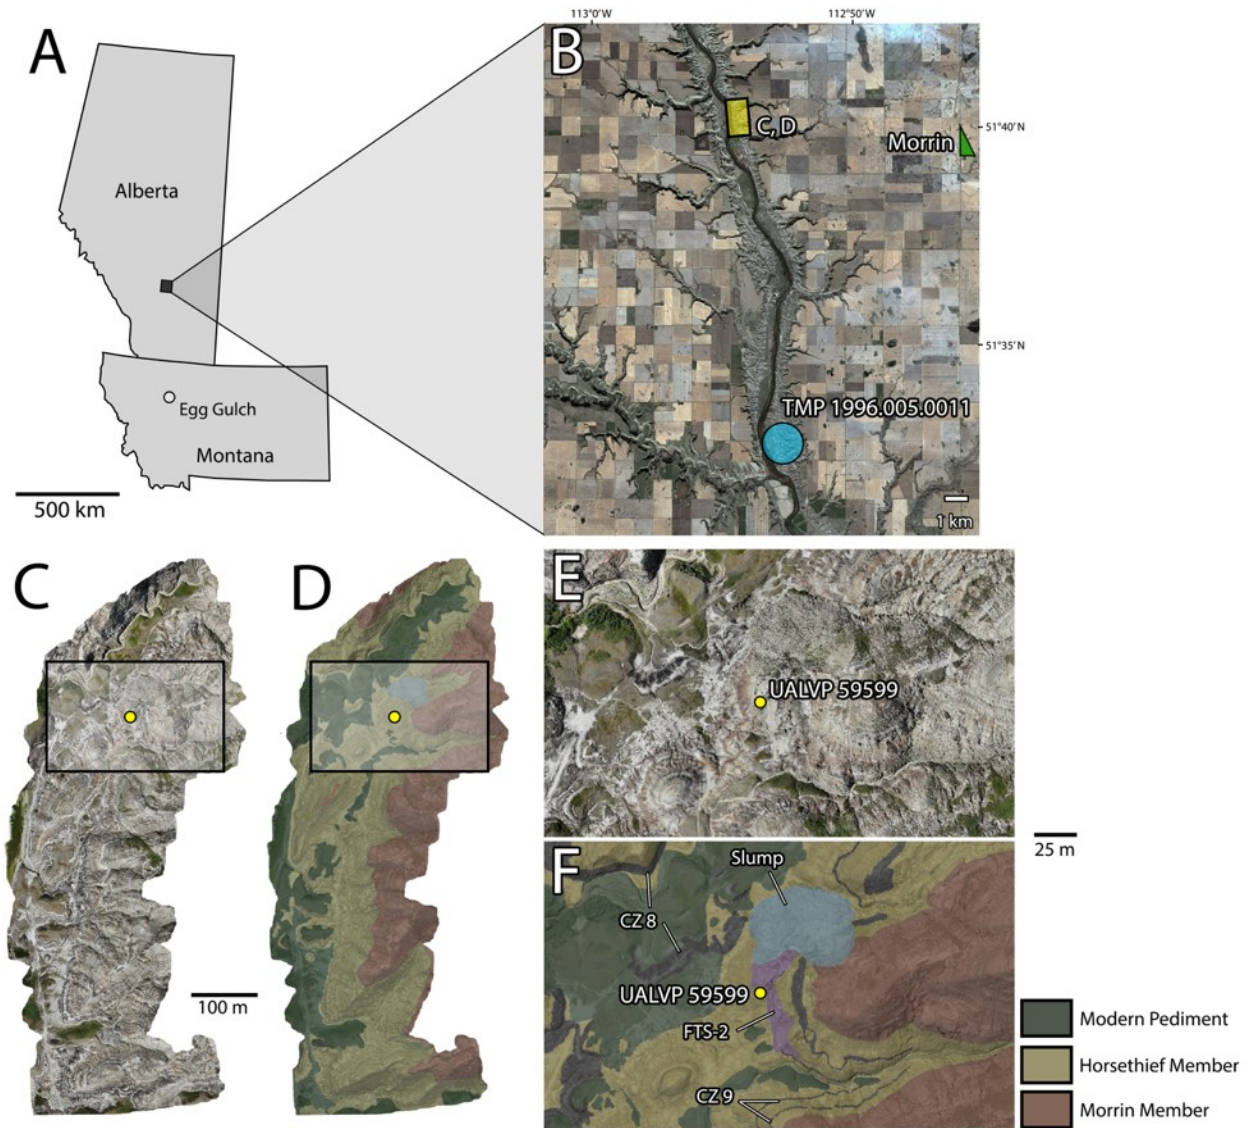 A
Alberta
Egg Gulch
Montana
500 km
113°0'W
112°50'W
B
C, D
51°40'N
Morrin
51°35'N
TMP 1996.005.0011
1 km
C
D
100 m
E
UALVP 59599
25 m
F
Slump
CZ 8
UALVP 59599
FTS-2
CZ 9
Modern Pediment
Horsethief Member
Morrin Member